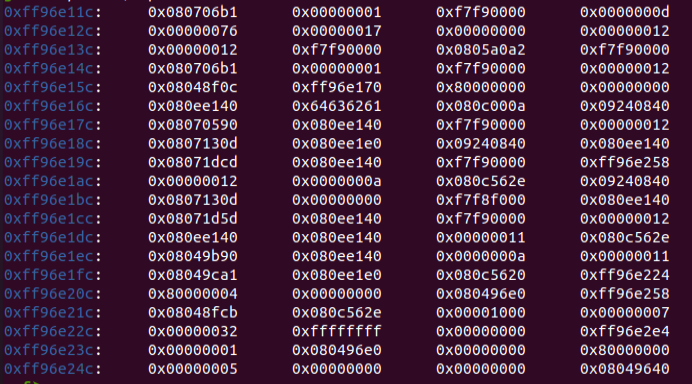 0xff96e11c: 0x080706b1 0x00000001 0xf7f90000 0x0000000d
0xff96e12c: 0x00000076 0x00000017 0x00000000 0x00000012
0xff96e13c: 0x00000012 0xf7f90000 0x0805a0a2 0xf7f90000
0xff96e14c: 0x080706b1 0x00000001 0xf7f90000 0x00000012
0xff96e15c: 0x08048f0c 0xff96e170 0x80000000 0x00000000
0xff96e16c: 0x080ee140 0x64636261 0x080c000a 0x09240840
0xff96e17c: 0x08070590 0x080ee140 0xf7f90000 0x00000012
0xff96e18c: 0x0807130d 0x080ee1e0 0x09240840 0x080ee140
0xff96e19c: 0x08071dcd 0x080ee140 0xf7f90000 0xff96e258
0xff96e1ac: 0x00000012 0x0000000a 0x080c562e 0x09240840
0xff96e1bc: 0x0807130d 0x00000000 0xf7f8f000 0x080ee140
0xff96e1cc: 0x08071d5d 0x080ee140 0xf7f90000 0x00000012
0xff96e1dc: 0x080ee140 0x080ee140 0x00000011 0x080c562e
0xff96e1ec: 0x08049b90 0x080ee140 0x0000000a 0x00000011
0xff96e1fc: 0x08049ca1 0x080ee1e0 0x080c5620 0xff96e224
0xff96e20c: 0x80000004 0x00000000 0x080496e0 0xff96e258
0xff96e21c: 0x08048fcb 0x080c562e 0x00001000 0x00000007
0xff96e22c: 0x00000032 0xffffffff 0x00000000 0xff96e2e4
0xff96e23c: 0x00000001 0x080496e0 0x00000000 0x80000000
0xff96e24c: 0x00000005 0x00000000 0x00000000 0x08049640